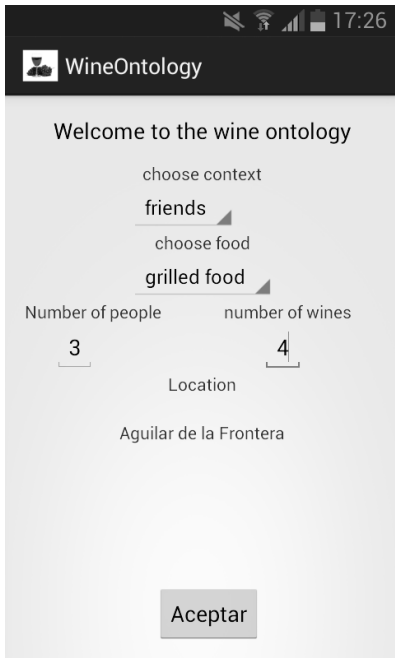 17:26
WineOntology
Welcome to the wine ontology
choose context
friends
choose food
grilled food
Number of people number of wines
3 4
Location
Aguilar de la Frontera
Aceptar